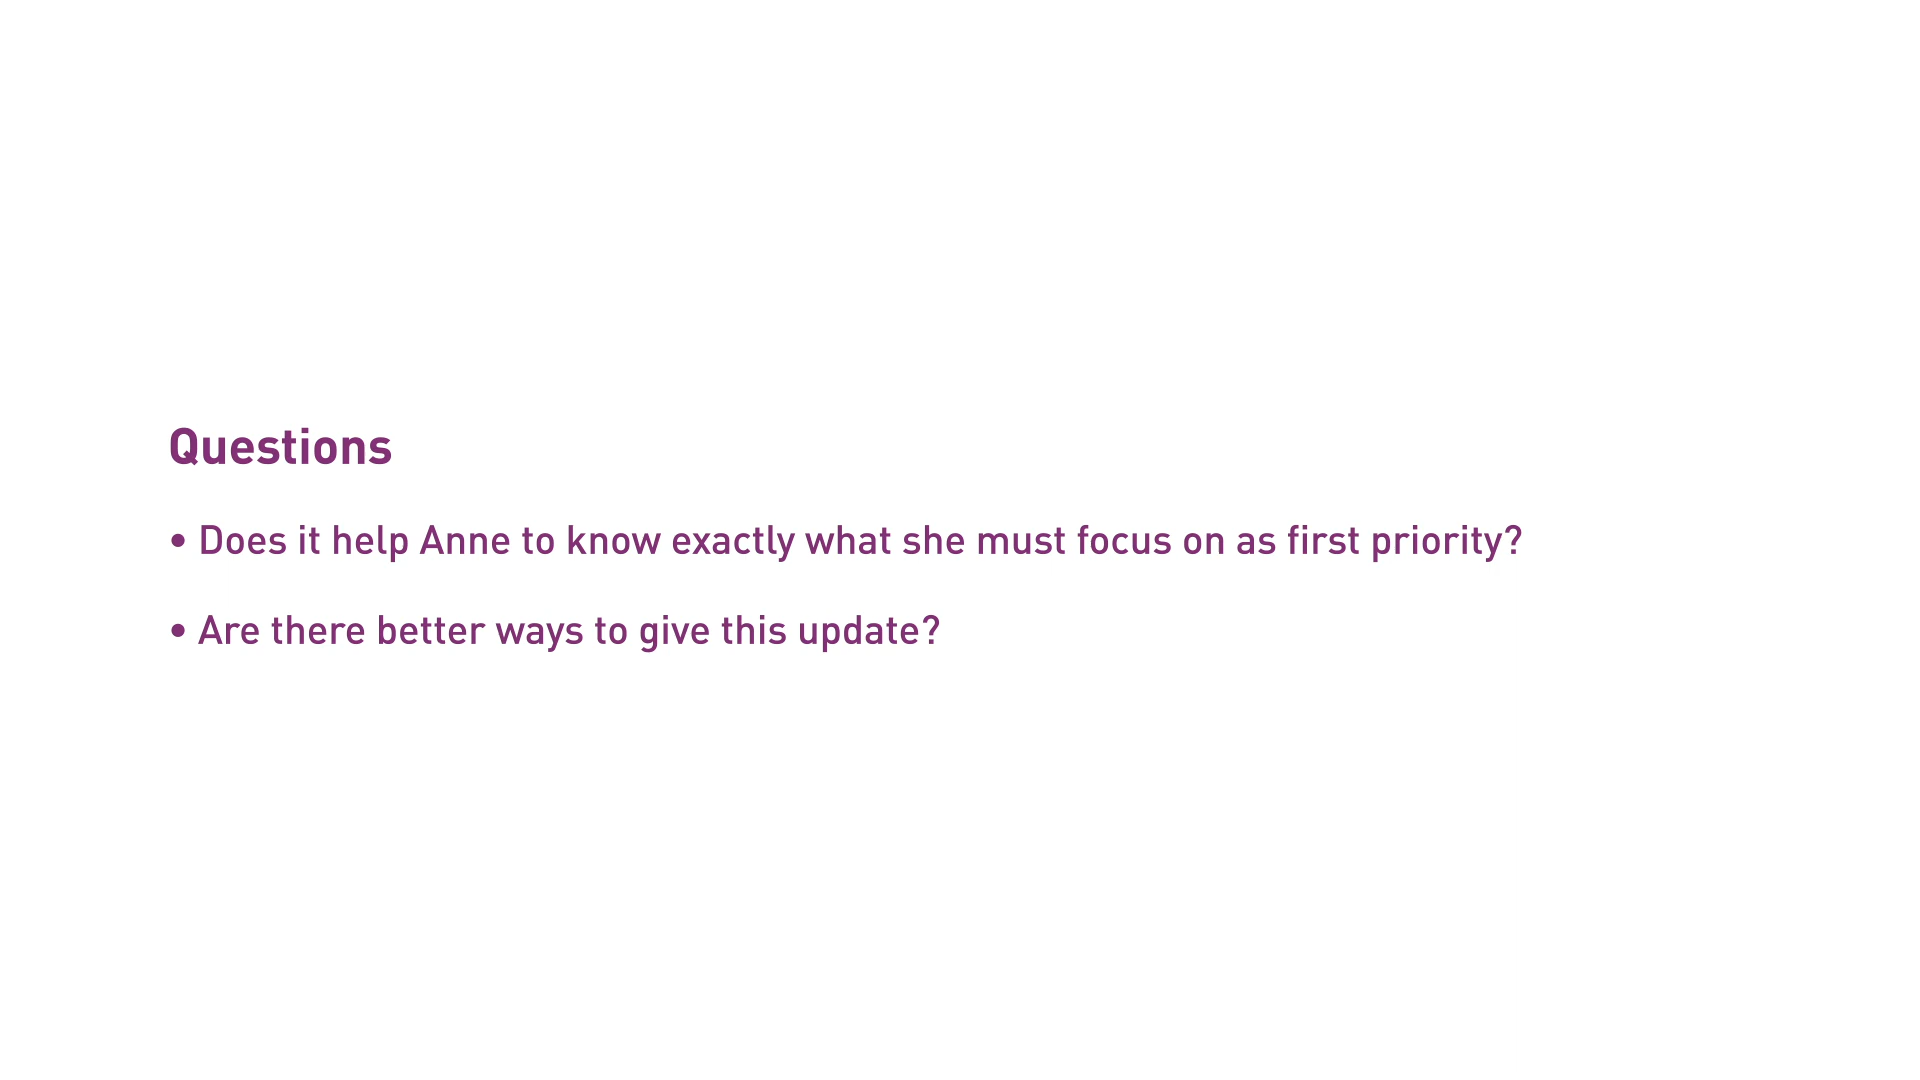 Questions
• Does it help Anne to know exactly what she must focus on as first priority?
• Are there better ways to give this update?